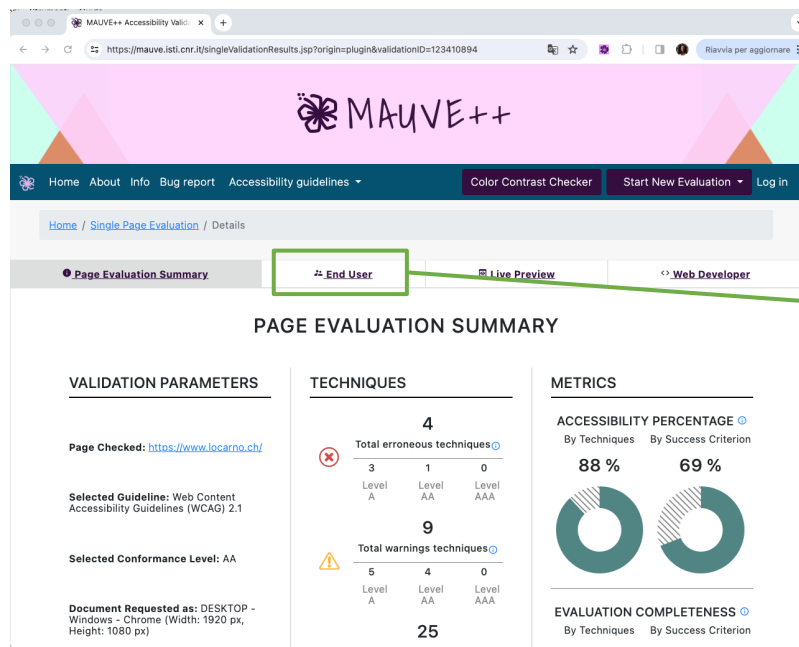 MAUVE++ Accessibility Valida
https://mauve.isti.cnr.it/singleValidationResults.jsp?origin=plugin&validationID=123410894
Riavvia per aggiornare
MAUVE++
Home About Info Bug report Accessibility guidelines
Color Contrast Checker
Start New Evaluation
Log in
Home / Single Page Evaluation / Details
Page Evaluation Summary
End User
Live Preview
Web Developer
PAGE EVALUATION SUMMARY
VALIDATION PARAMETERS
Page Checked: https://www.locarno.ch/
Selected Guideline: Web Content
Accessibility Guidelines (WCAG) 2.1
Selected Conformance Level: AA
Document Requested as: DESKTOP -
Windows - Chrome (Width: 1920 px,
Height: 1080 px)
TECHNIQUES
4
Total erroneous techniques
3 1 0
Level Level Level
A AA AAA
9
Total warnings techniques
5 4 0
Level Level Level
A AA AAA
25
METRICS
ACCESSIBILITY PERCENTAGE
By Techniques By Success Criterion
88 % 69 %
EVALUATION COMPLETENESS
By Techniques By Success Criterion